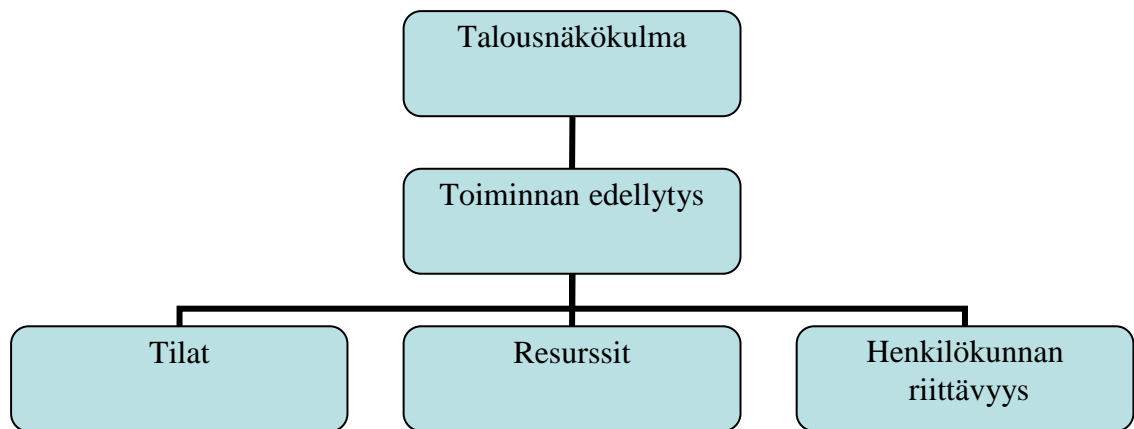 Talousnäkökulma
Toiminnan edellytys
Tilat
Resurssit
Henkilökunnan
riittävyys